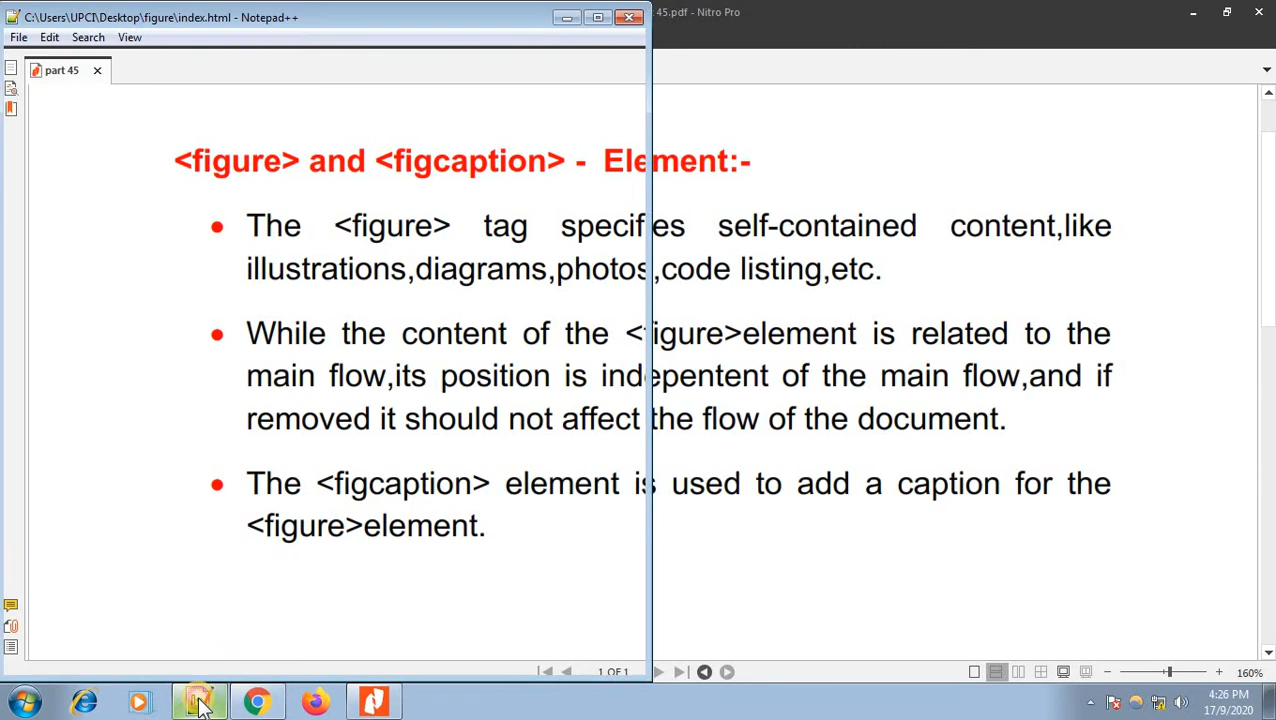 C:\Users\UPCI\Desktop\figure\index.html - Notepad++
45.pdf - Nitro Pro
File Edit Search View
part 45
<figure> and <figcaption> - Element:-
The <figure> tag specifies self-contained content,like
illustrations,diagrams,photos,code listing,etc.
While the content of the <figure>element is related to the
main flow,its position is indepentent of the main flow,and if
removed it should not affect the flow of the document.
The <figcaption> element is used to add a caption for the
<figure>element.
1 OF 1
160%
4:26 PM
17/9/2020